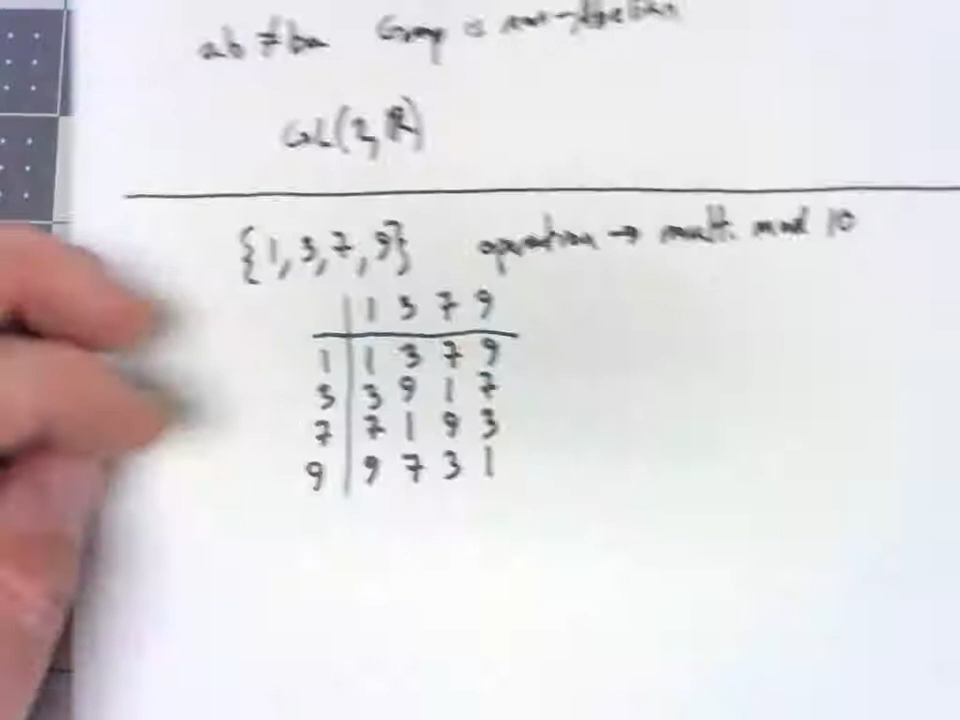 ab ≠ ba Group is non-Abelian
GL(2,ℝ)
{1,3,7,9} operation → mult. mod 10
1 3 7 9
1 1 3 7 9
3 3 9 1 7
7 7 1 9 3
9 9 7 3 1